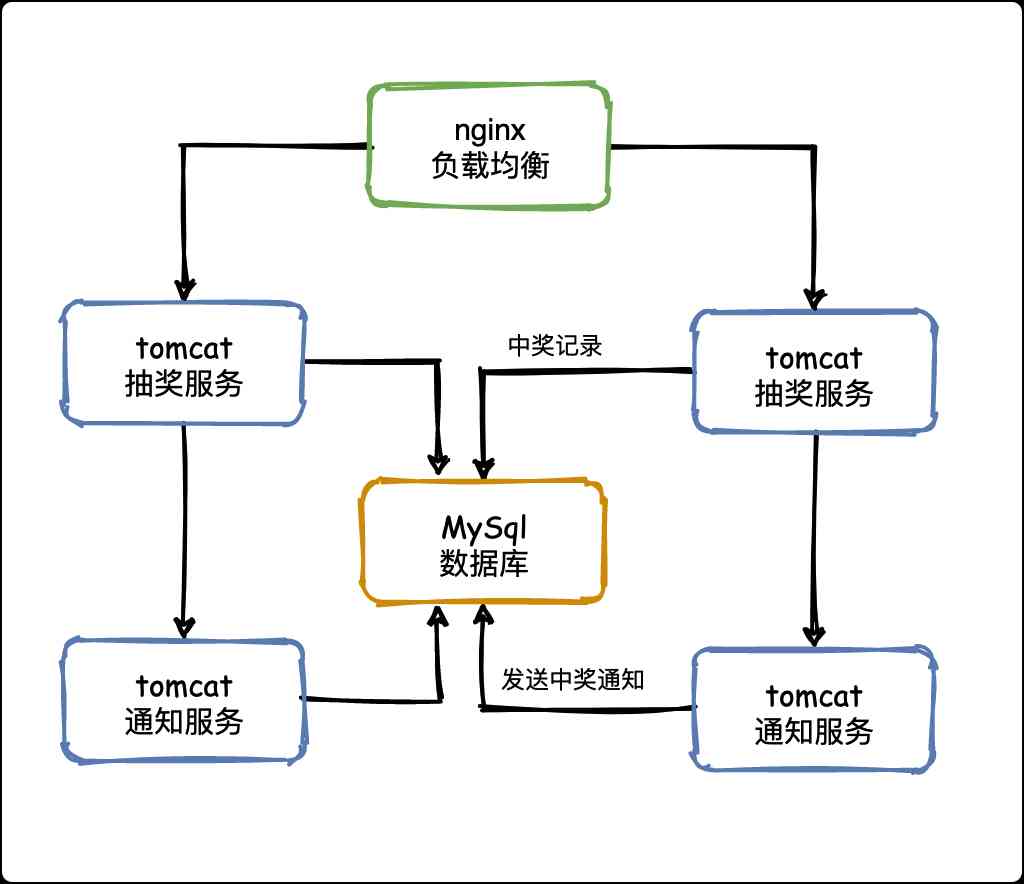 nginx
负载均衡
tomcat
抽奖服务
中奖记录
tomcat
抽奖服务
MySql
数据库
tomcat
通知服务
发送中奖通知
tomcat
通知服务